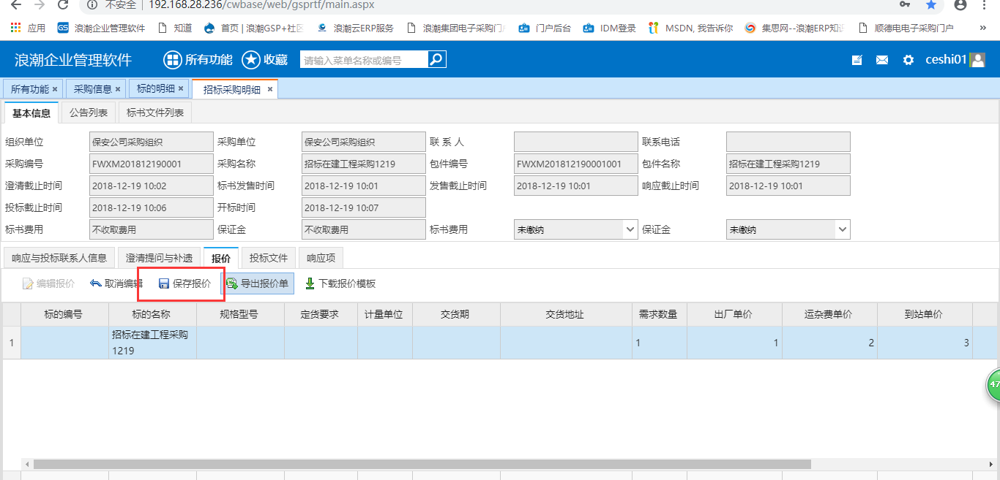 不安全 | 192.168.28.236/cwbase/web/gsprtf/main.aspx
应用 GS 浪潮企业管理软件 知道 首页 | 浪潮GSP+社区 浪潮云ERP服务 浪潮集团电子采购门户 门户后台 IDM登录 MSDN, 我告诉你 集思网--浪潮ERP知识 顺德电电子采购门户 »
浪潮企业管理软件 所有功能 收藏 请输入菜单名称或编号 ceshi01
所有功能 × 采购信息 × 标的明细 × 招标采购明细 ×
基本信息 公告列表 标书文件列表
组织单位 保安公司采购组织 采购单位 保安公司采购组织 联 系 人 联系电话
采购编号 FWXM201812190001 采购名称 招标在建工程采购1219 包件编号 FWXM201812190001001 包件名称 招标在建工程采购1219
澄清截止时间 2018-12-19 10:02 标书发售时间 2018-12-19 10:01 发售截止时间 2018-12-19 10:01 响应截止时间 2018-12-19 10:01
投标截止时间 2018-12-19 10:06 开标时间 2018-12-19 10:07
标书费用 不收取费用 保证金 不收取费用 标书费用 未缴纳 保证金 未缴纳
响应与投标联系人信息 澄清提问与补遗 报价 投标文件 响应项
编辑报价 取消编辑 保存报价 导出报价单 下载报价模板
标的编号 标的名称 规格型号 定货要求 计量单位 交货期 交货地址 需求数量 出厂单价 运杂费单价 到站单价
1 招标在建工程采购 1 1 2 3
1219
47